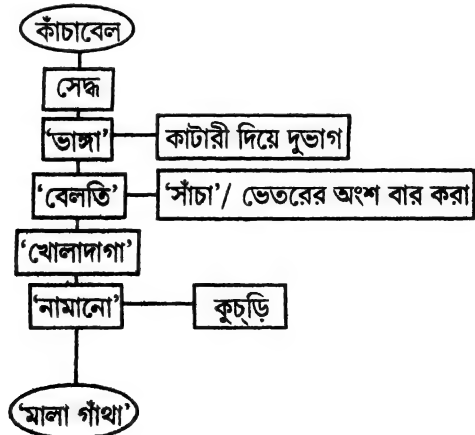 কাঁচাবেল
সেদ্ধ
‘ভাঙ্গা’ কাটারী দিয়ে দুভাগ
‘বেলতি’ ‘সাঁচা’/ ভেতরের অংশ বার করা
‘খোলাদাগা’
‘নামানো’ কুচ্‌ড়ি
‘মালা গাঁথা’